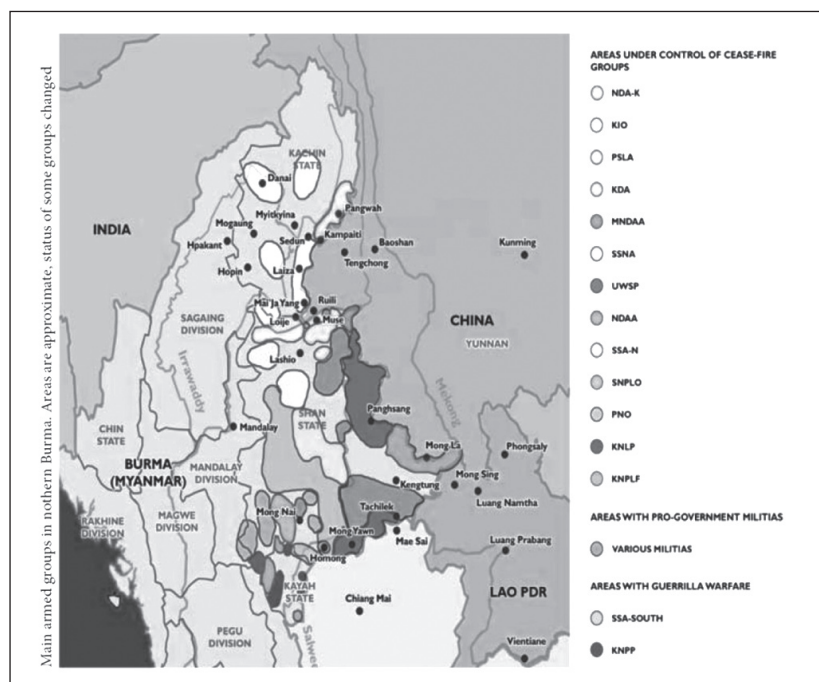 Main armed groups in nothern Burma. Areas are approximate, status of some groups changed
INDIA
KACHIN
STATE
Danai
Pangwah
Myitkyina
Mogaung
Sedun
Kampaiti
Baoshan
Hpakant
Tengchong
Kunming
Hopin
Laiza
Mai Ja Yang
Ruili
SAGAING
DIVISION
Loije
Muse
CHINA
YUNNAN
Irrawaddy
Lashio
Mekong
SHAN
STATE
Panghsang
CHIN
STATE
Mandalay
Mong La
Phongsaly
BURMA
(MYANMAR)
MANDALAY
DIVISION
Kengtung
Mong Sing
Luang Namtha
RAKHINE
DIVISION
MAGWE
DIVISION
Mong Nai
Tachilek
Mong Yawn
Mae Sai
Luang Prabang
Homong
KAYAH
STATE
LAO PDR
Chiang Mai
PEGU
DIVISION
Salwee
Vientiane
AREAS UNDER CONTROL OF CEASE-FIRE
GROUPS
NDA-K
KIO
PSLA
KDA
MNDAA
SSNA
UWSP
NDAA
SSA-N
SNPLO
PNO
KNLP
KNPLF
AREAS WITH PRO-GOVERNMENT MILITIAS
VARIOUS MILITIAS
AREAS WITH GUERRILLA WARFARE
SSA-SOUTH
KNPP